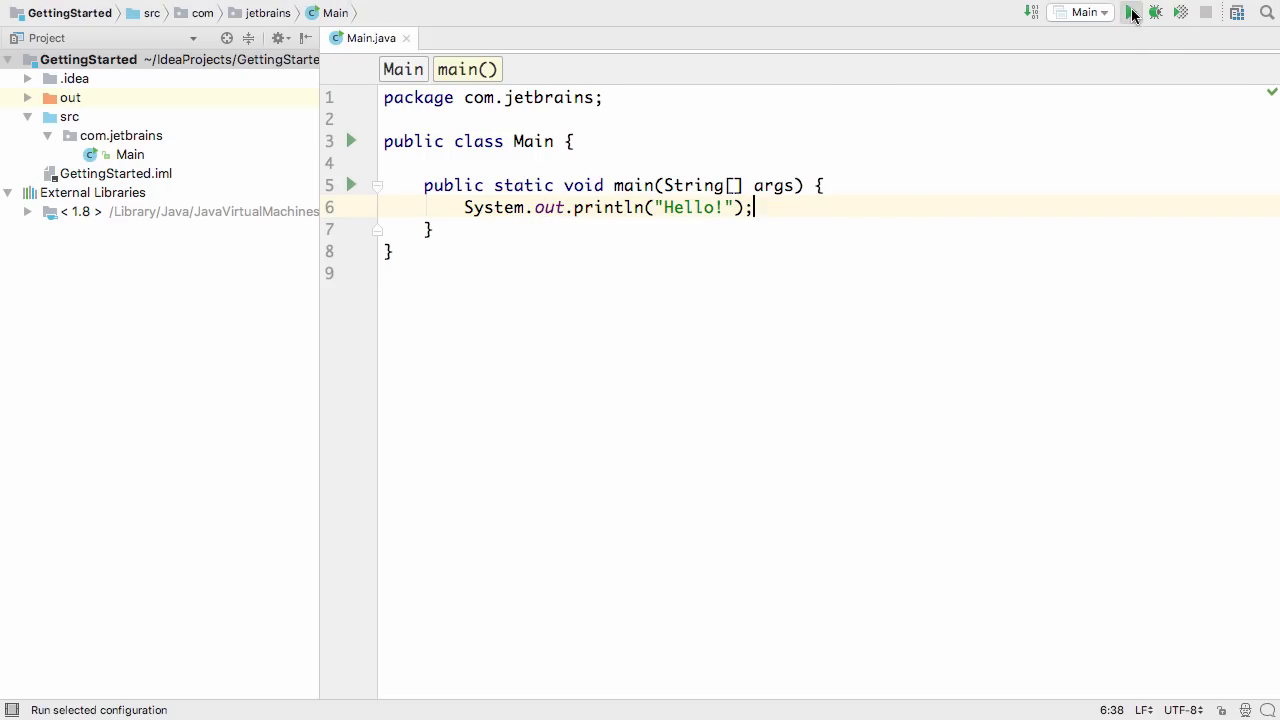 GettingStarted src com jetbrains Main
Main
Project
Main.java
GettingStarted ~/IdeaProjects/GettingStarte
.idea
out
src
com.jetbrains
Main
GettingStarted.iml
External Libraries
< 1.8 > /Library/Java/JavaVirtualMachines
Main main()
1 package com.jetbrains;
2
3 public class Main {
4
5 public static void main(String[] args) {
6 System.out.println("Hello!");
7 }
8 }
9
Run selected configuration
6:38 LF UTF-8